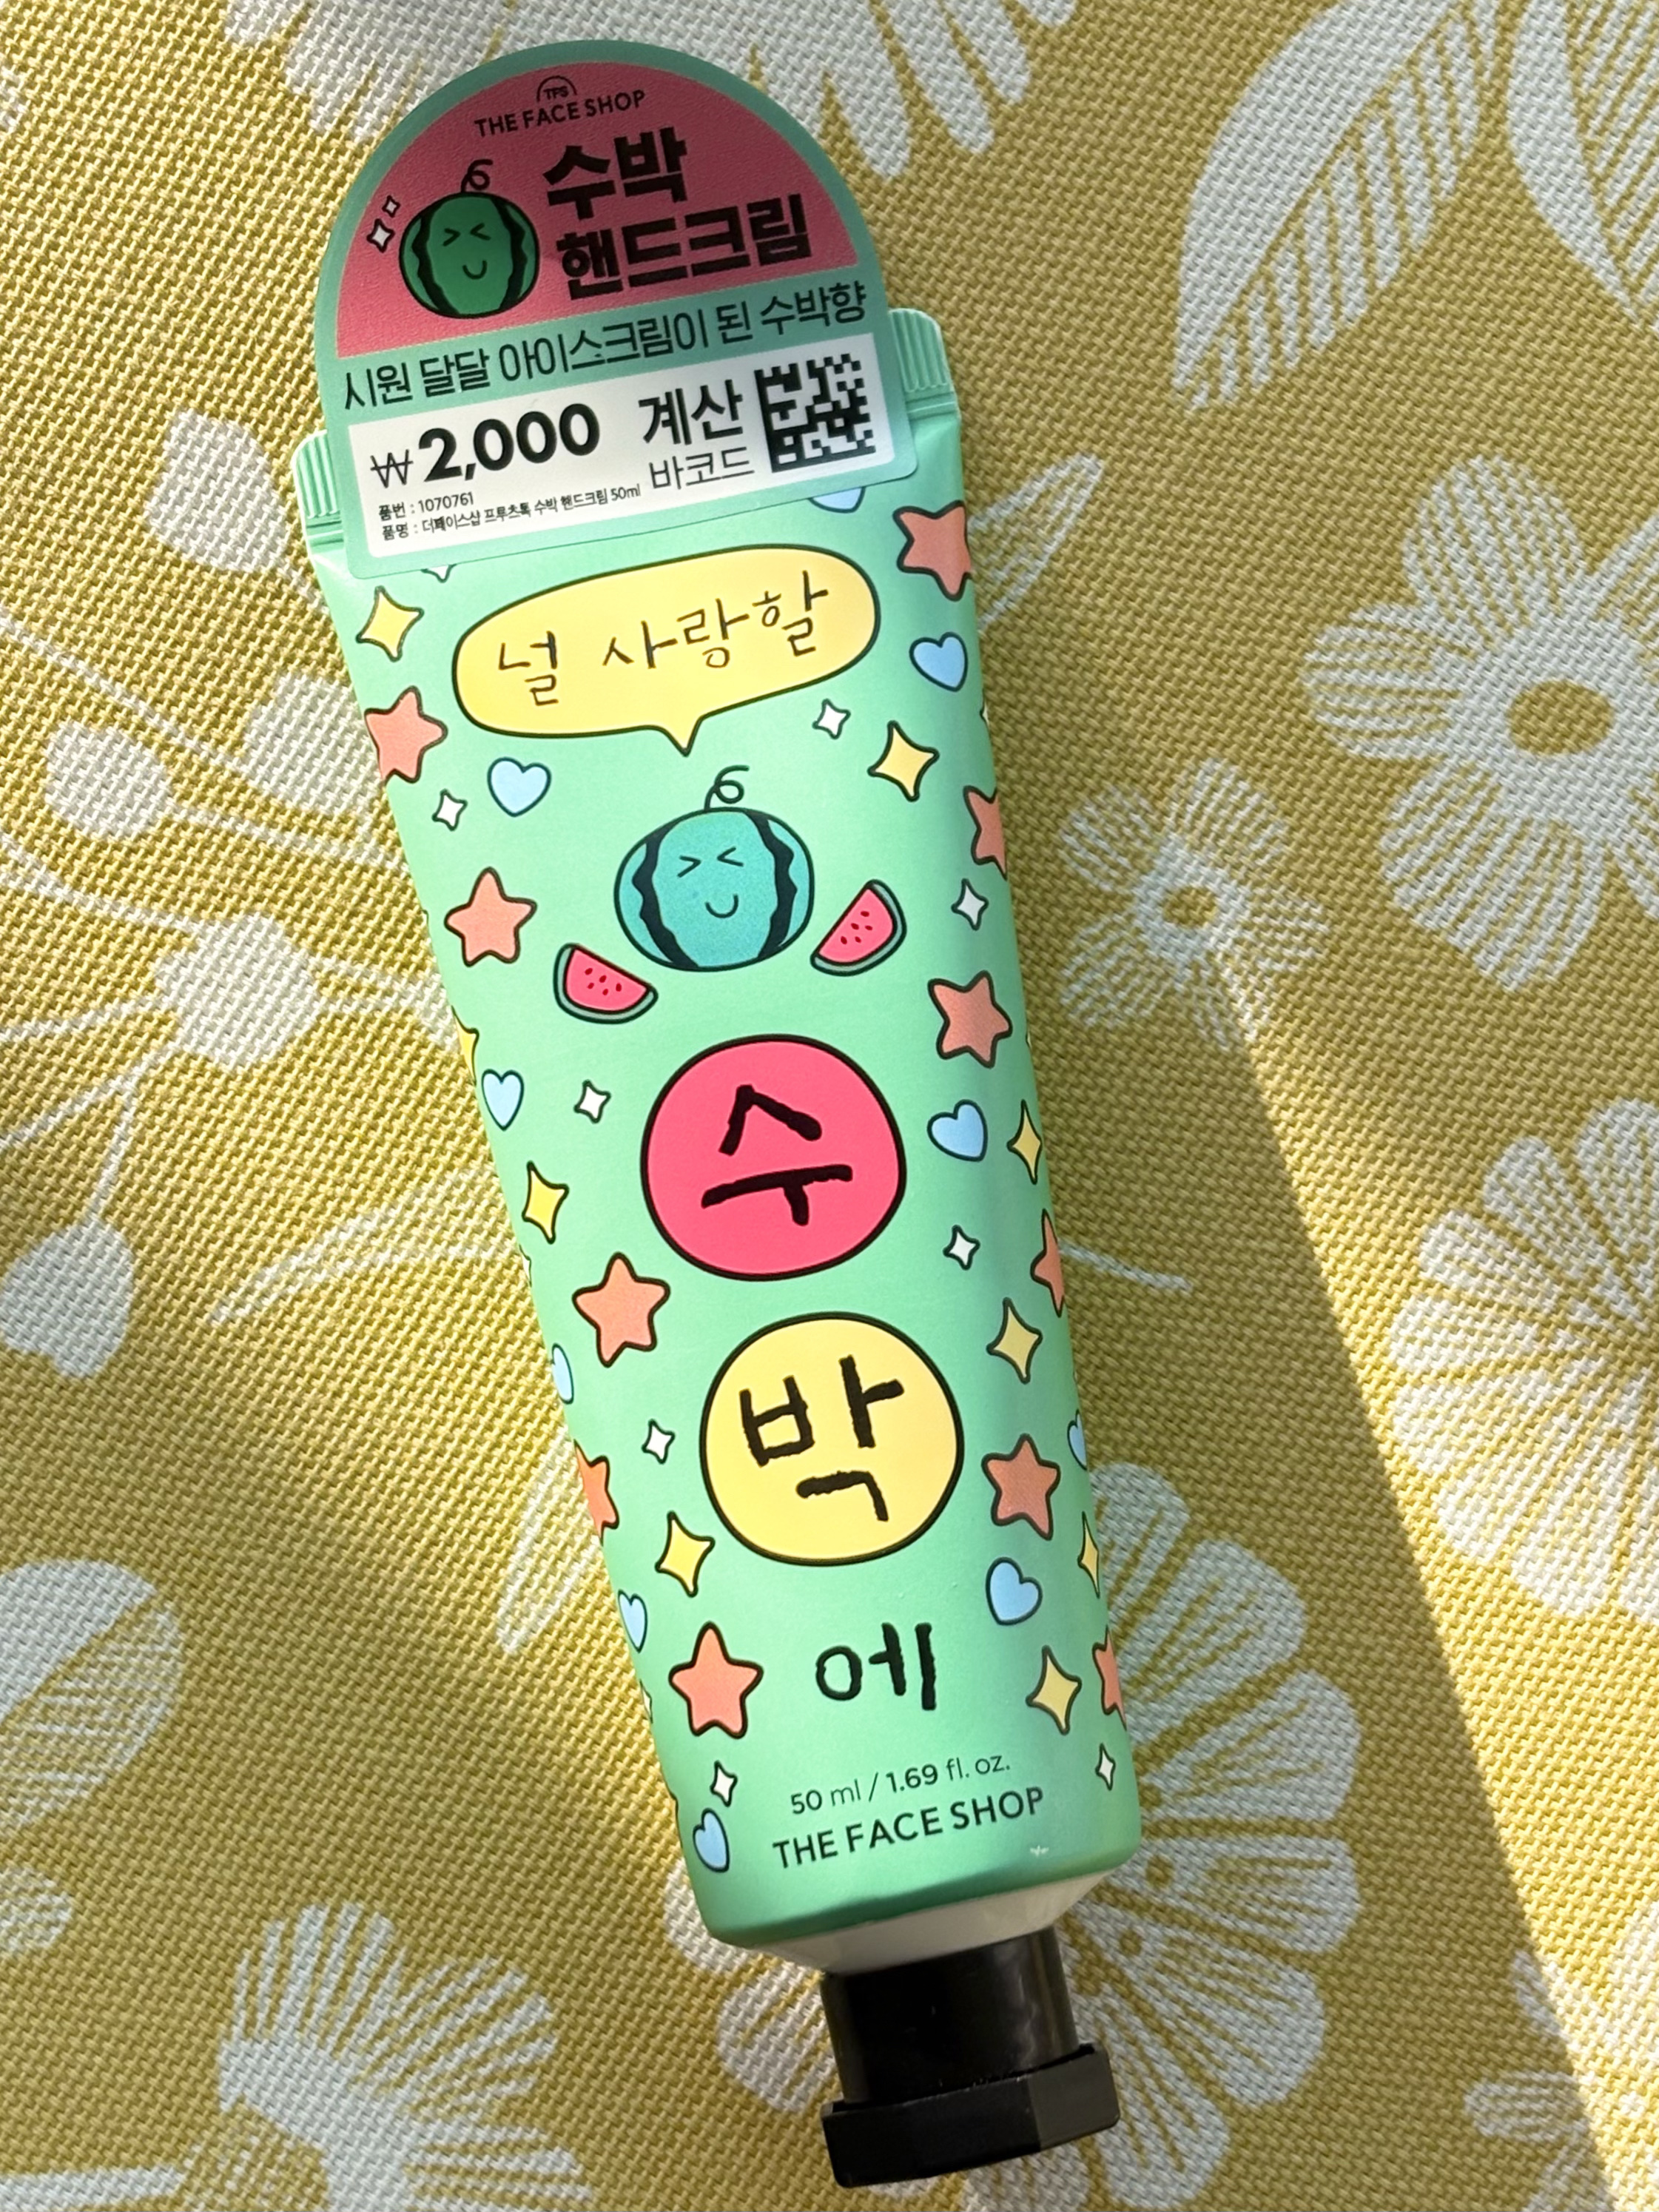 TFS
THE FACE SHOP
수박
핸드크림
시원 달달 아이스크림이 된 수박향
₩2,000
계산
바코드
품번 : 1070761
품명 : 더페이스샵 프루츠톡 수박 핸드크림 50ml
널 사랑할
수
박
에
50 ml / 1.69 fl. oz.
THE FACE SHOP